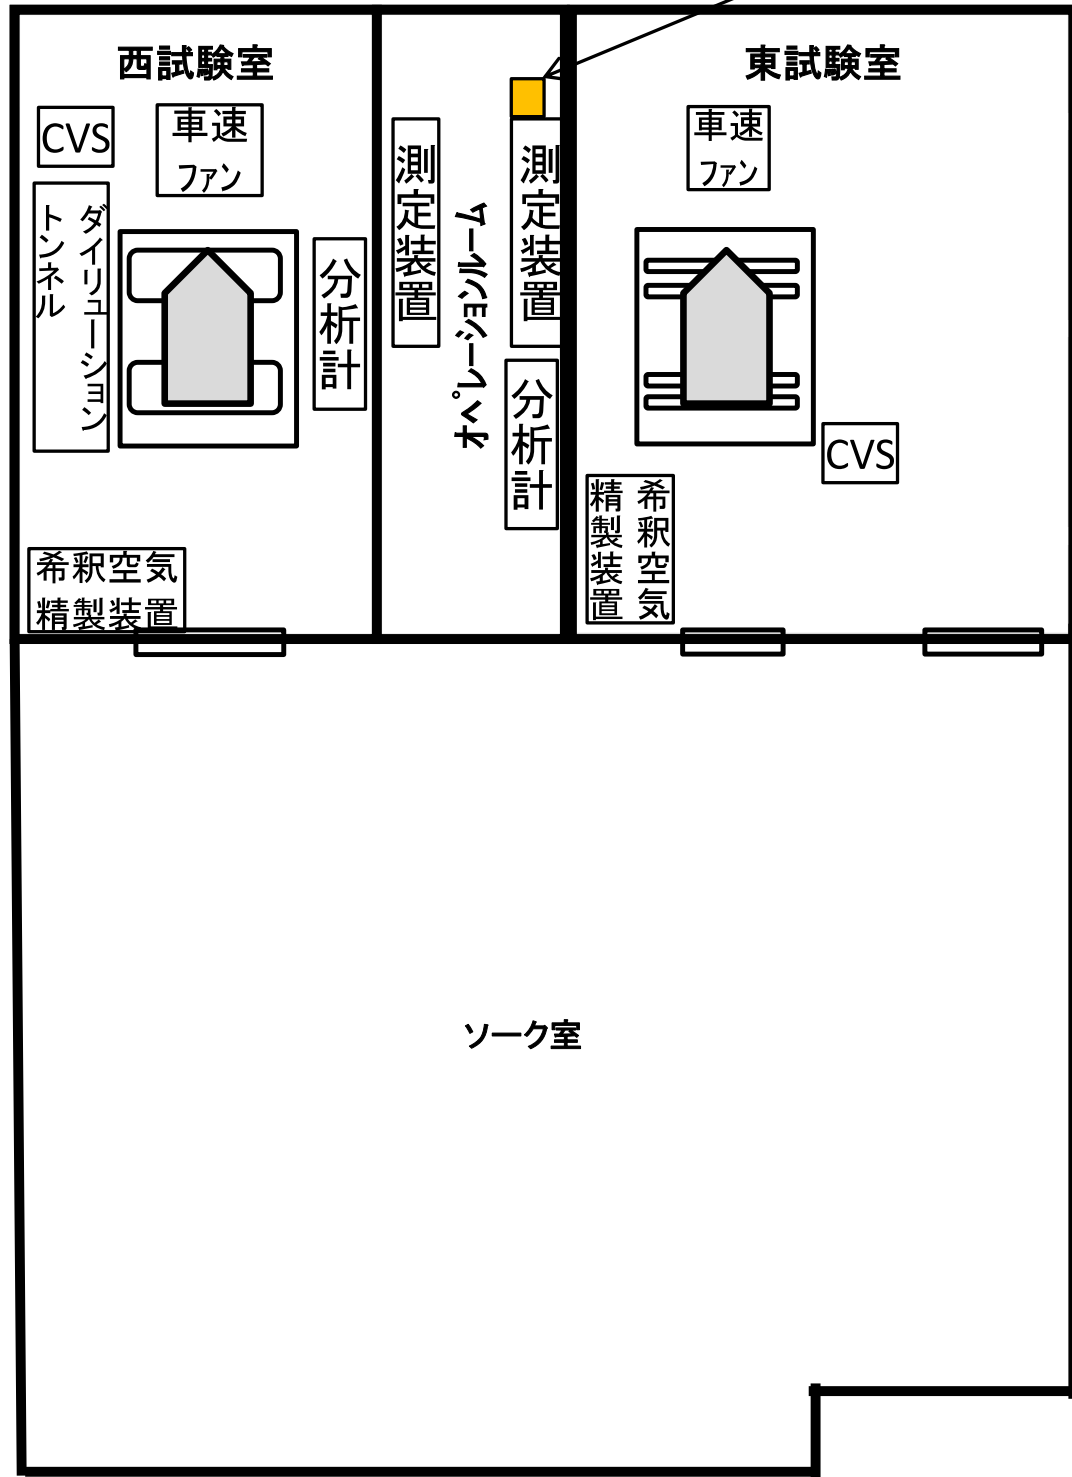 西試験室
CVS
車速
ファン
ダイリューション
トンネル
分析計
希釈空気
精製装置
測定装置
オペレーションルーム
測定装置
分析計
東試験室
車速
ファン
CVS
希釈空気
精製装置
ソーク室